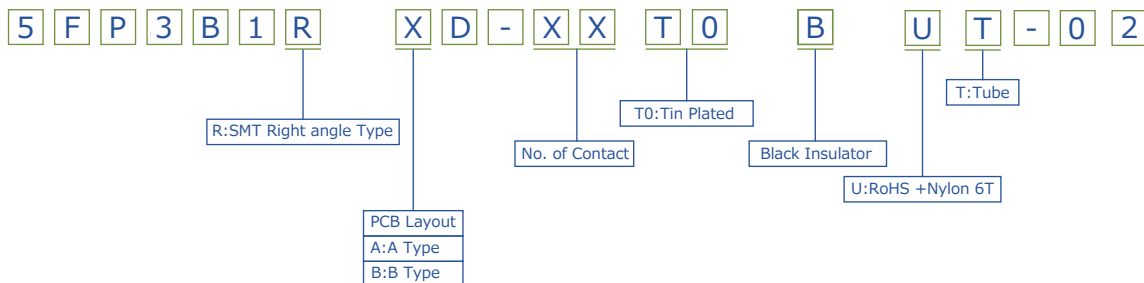 5FP3B1R XD-XX T0 B UT-02
T:Tube
T0:Tin Plated
R:SMT Right angle Type
No. of Contact
Black Insulator
U:RoHS +Nylon 6T
PCB Layout
A:A Type
B:B Type